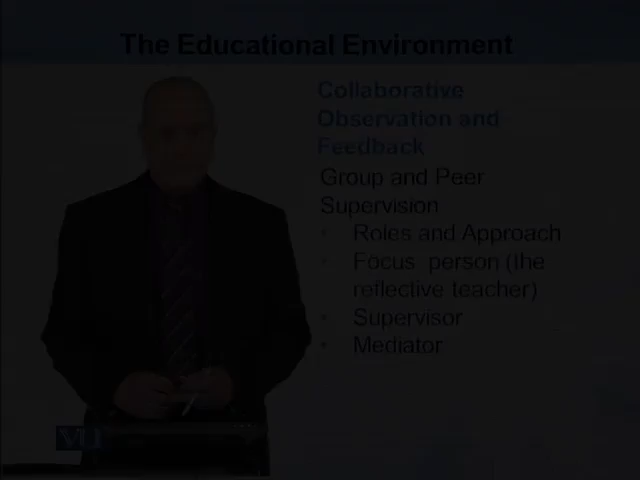 The Educational Environment
Collaborative
Observation and
Feedback
Group and Peer
Supervision
• Roles and Approach
• Focus person (the
reflective teacher)
• Supervisor
• Mediator
VU